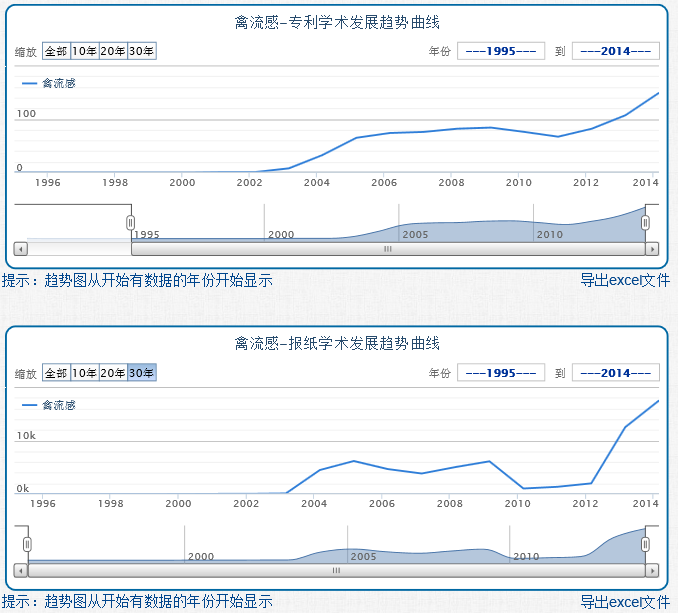 禽流感-专利学术发展趋势曲线
缩放 全部 10年 20年 30年 年份 ---1995--- 到 ---2014---
禽流感
100
0
1996 1998 2000 2002 2004 2006 2008 2010 2012 2014
1995 2000 2005 2010
提示：趋势图从开始有数据的年份开始显示 导出excel文件
禽流感-报纸学术发展趋势曲线
缩放 全部 10年 20年 30年 年份 ---1995--- 到 ---2014---
禽流感
10k
0k
1996 1998 2000 2002 2004 2006 2008 2010 2012 2014
2000 2005 2010
提示：趋势图从开始有数据的年份开始显示 导出excel文件